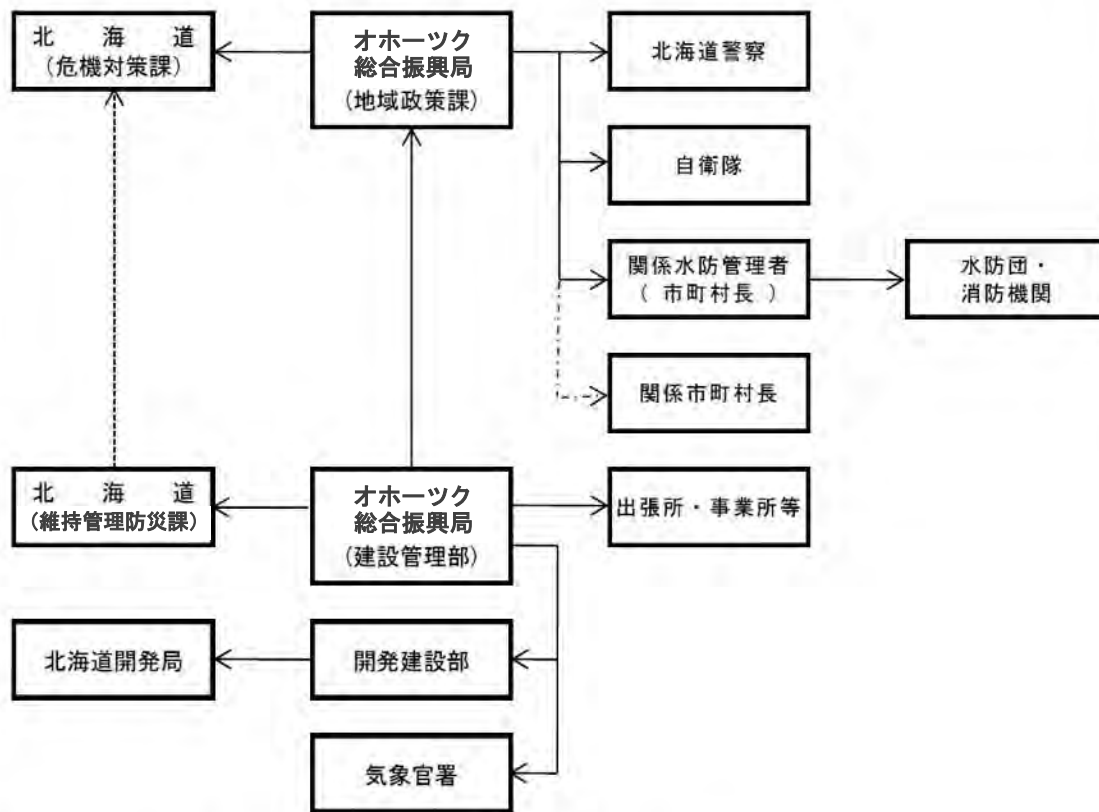 北　海　道
（危機対策課）
オホーツク
総合振興局
（地域政策課）
北海道警察
自衛隊
関係水防管理者
（ 市町村長 ）
水防団・
消防機関
関係市町村長
北　海　道
（維持管理防災課）
オホーツク
総合振興局
（建設管理部）
出張所・事業所等
北海道開発局
開発建設部
気象官署